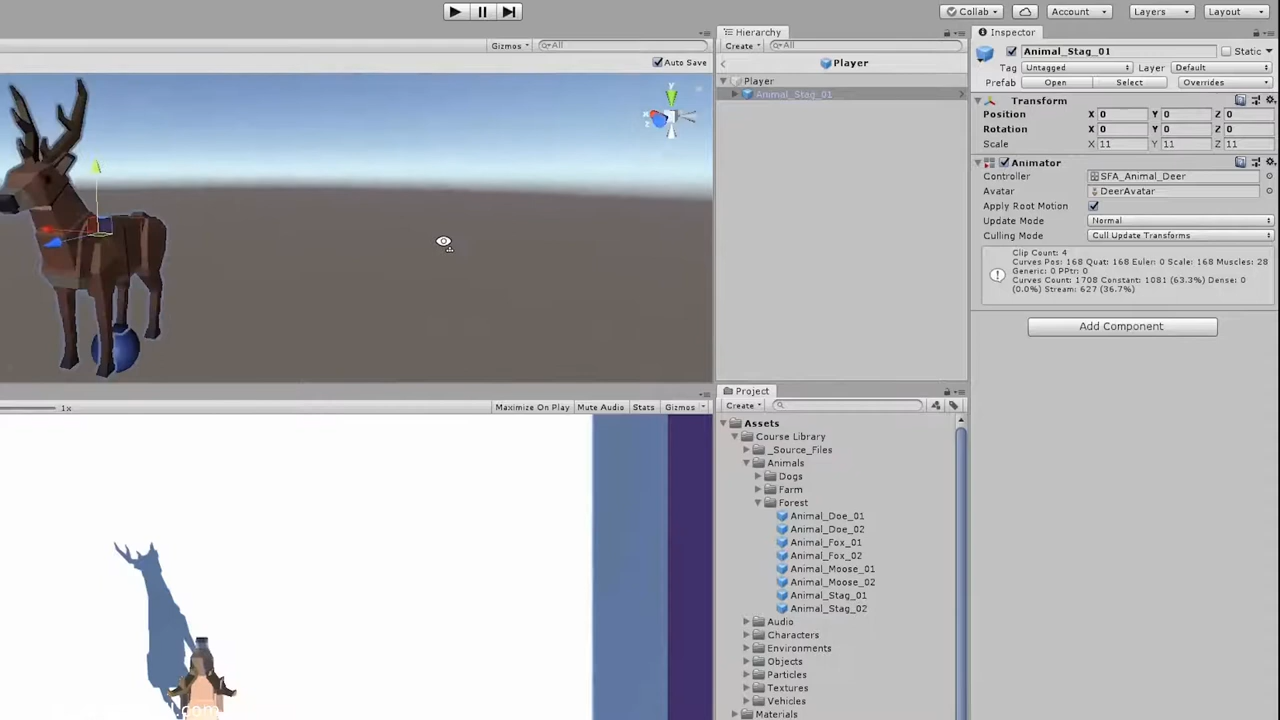 Collab Account Layers Layout
Gizmos All
Auto Save
y
x
z
1x
Maximize On Play Mute Audio Stats Gizmos
Hierarchy
Create All
Player
Player
Animal_Stag_01
Project
Create
Assets
Course Library
_Source_Files
Animals
Dogs
Farm
Forest
Animal_Doe_01
Animal_Doe_02
Animal_Fox_01
Animal_Fox_02
Animal_Moose_01
Animal_Moose_02
Animal_Stag_01
Animal_Stag_02
Audio
Characters
Environments
Objects
Particles
Textures
Vehicles
Materials
Inspector
Animal_Stag_01 Static
Tag Untagged Layer Default
Prefab Open Select Overrides
Transform
Position X 0 Y 0 Z 0
Rotation X 0 Y 0 Z 0
Scale X 11 Y 11 Z 11
Animator
Controller SFA_Animal_Deer
Avatar DeerAvatar
Apply Root Motion
Update Mode Normal
Culling Mode Cull Update Transforms
Clip Count: 4
Curves Pos: 168 Quat: 168 Euler: 0 Scale: 168 Muscles: 28
Generic: 0 PPtr: 0
Curves Count: 1708 Constant: 1081 (63.3%) Dense: 0
(0.0%) Stream: 627 (36.7%)
Add Component